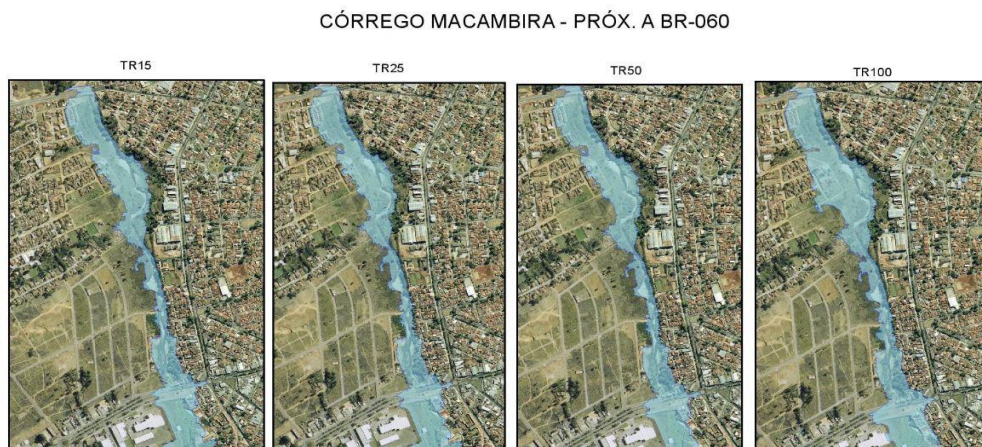 CÓRREGO MACAMBIRA - PRÓX. A BR-060
TR15
TR25
TR50
TR100